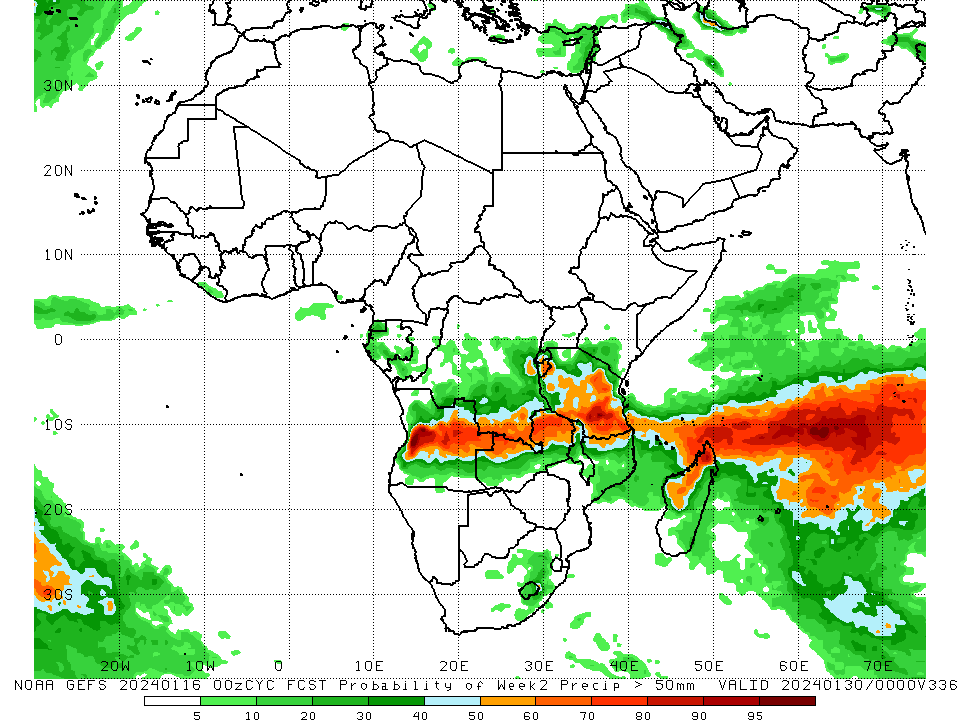 30N
20N
10N
0
10S
20S
30S
20W 10W 0 10E 20E 30E 40E 50E 60E 70E
NOAA GEFS 20240116 00zCYC FCST Probability of Week2 Precip > 50mm VALID 20240130/0000V336
5 10 20 30 40 50 60 70 80 90 95